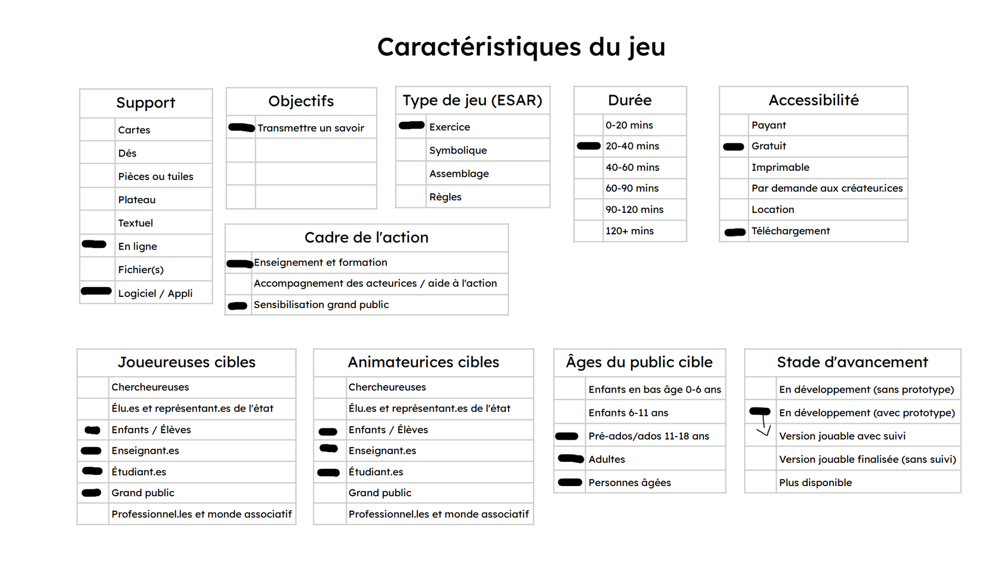 Caractéristiques du jeu
Support
Cartes
Dés
Pièces ou tuiles
Plateau
Textuel
En ligne
Fichier(s)
Logiciel / Appli
Objectifs
Transmettre un savoir
Type de jeu (ESAR)
Exercice
Symbolique
Assemblage
Règles
Durée
0-20 mins
20-40 mins
40-60 mins
60-90 mins
90-120 mins
120+ mins
Accessibilité
Payant
Gratuit
Imprimable
Par demande aux créateur.ices
Location
Téléchargement
Cadre de l'action
Enseignement et formation
Accompagnement des acteurices / aide à l'action
Sensibilisation grand public
Joueureuses cibles
Chercheureuses
Élu.es et représentant.es de l'état
Enfants / Élèves
Enseignant.es
Étudiant.es
Grand public
Professionnel.les et monde associatif
Animateurices cibles
Chercheureuses
Élu.es et représentant.es de l'état
Enfants / Élèves
Enseignant.es
Étudiant.es
Grand public
Professionnel.les et monde associatif
Âges du public cible
Enfants en bas âge 0-6 ans
Enfants 6-11 ans
Pré-ados/ados 11-18 ans
Adultes
Personnes âgées
Stade d'avancement
En développement (sans prototype)
En développement (avec prototype)
Version jouable avec suivi
Version jouable finalisée (sans suivi)
Plus disponible